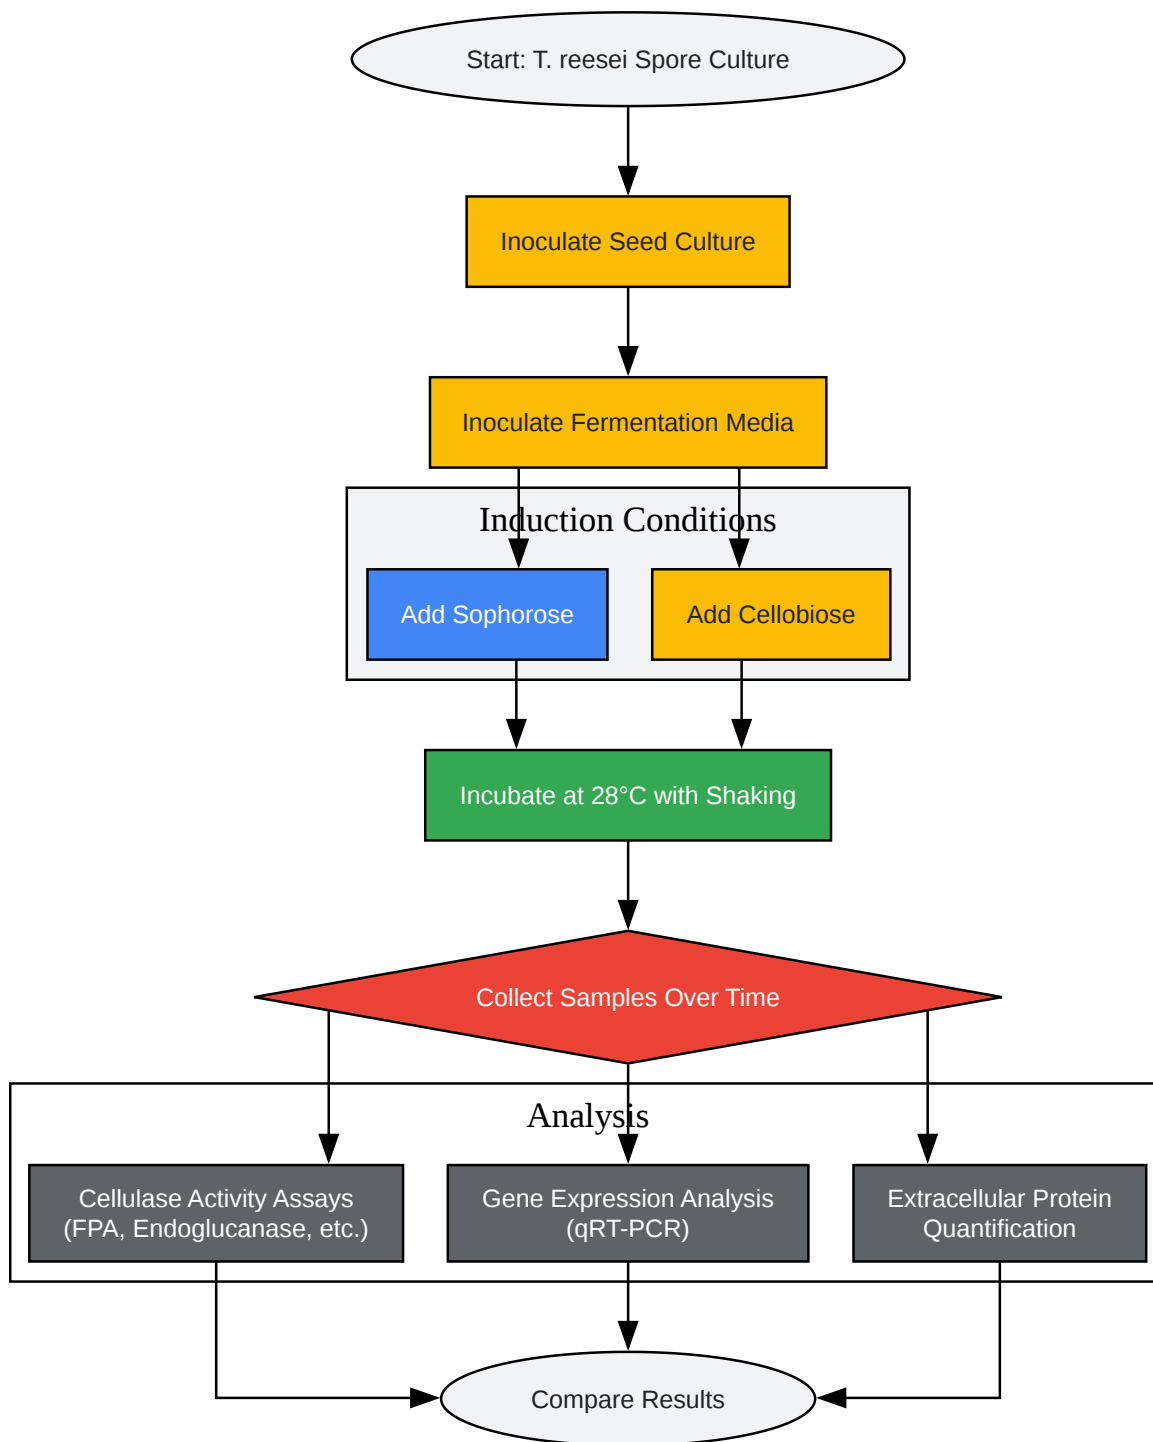 Start: T. reesei Spore Culture
Inoculate Seed Culture
Inoculate Fermentation Media
Induction Conditions
Add Sophorose
Add Cellobiose
Incubate at 28°C with Shaking
Collect Samples Over Time
Analysis
Cellulase Activity Assays
(FPA, Endoglucanase, etc.)
Gene Expression Analysis
(qRT-PCR)
Extracellular Protein
Quantification
Compare Results